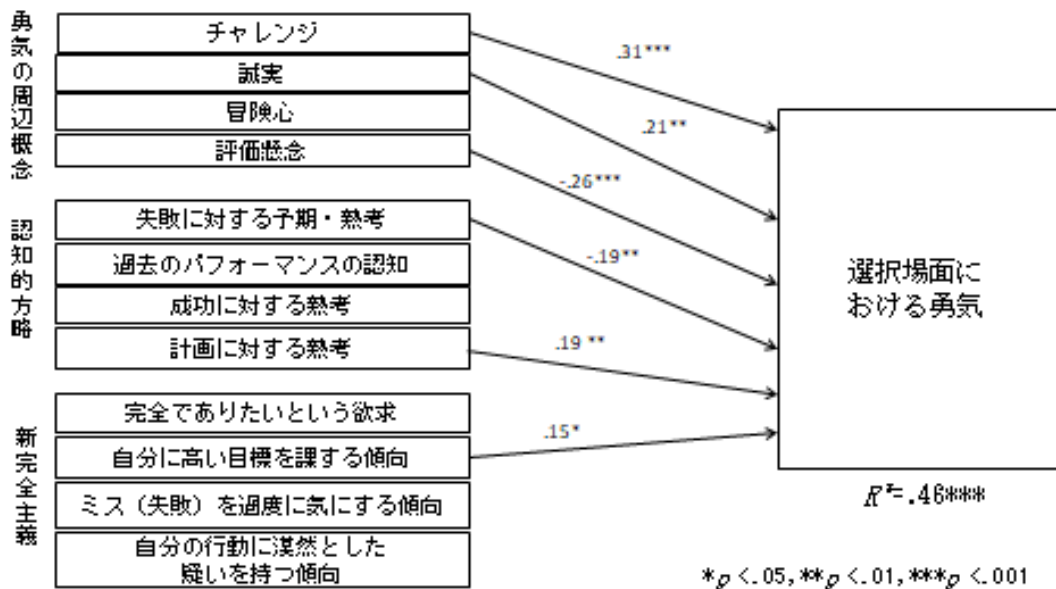 勇気の周辺概念
チャレンジ
誠実
冒険心
評価懸念
認知的方略
失敗に対する予期・熟考
過去のパフォーマンスの認知
成功に対する熟考
計画に対する熟考
新完全主義
完全でありたいという欲求
自分に高い目標を課する傾向
ミス（失敗）を過度に気にする傾向
自分の行動に漠然とした
疑いを持つ傾向
.31***
.21**
-.26***
-.19**
.19 **
.15*
選択場面に
おける勇気
R²=.46***
*p <.05, **p <.01, ***p <.001